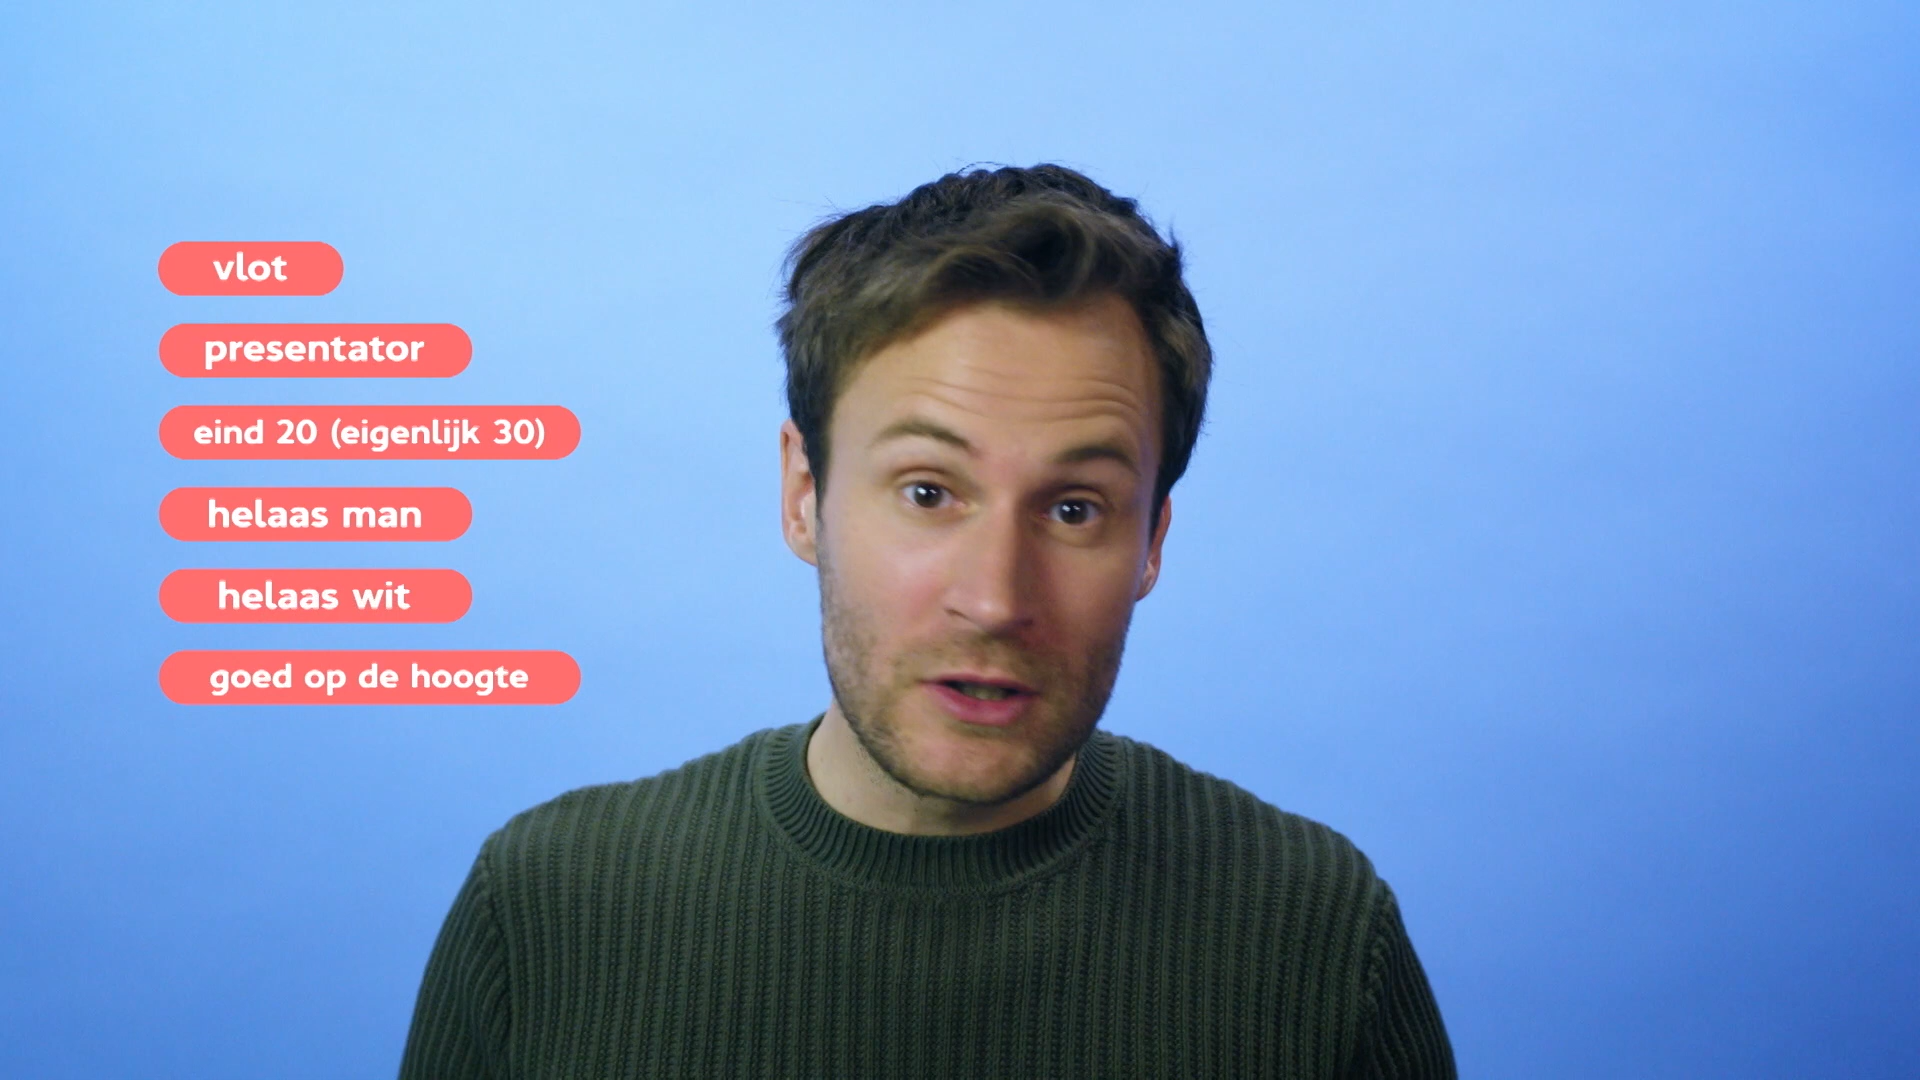 vlot
presentator
eind 20 (eigenlijk 30)
helaas man
helaas wit
goed op de hoogte